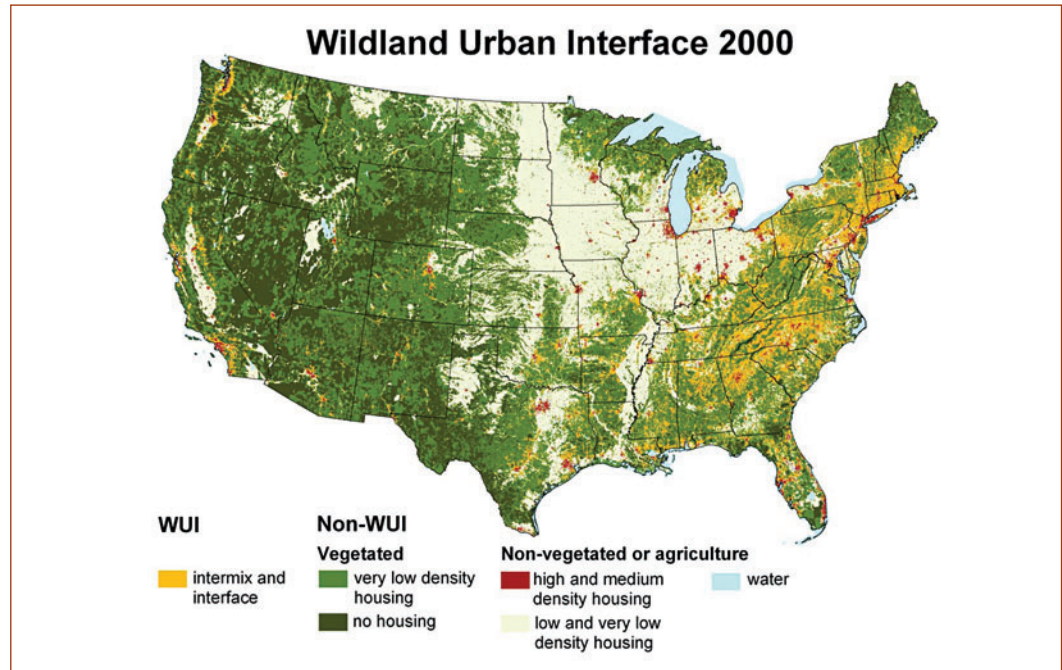 Wildland Urban Interface 2000
WUI
intermix and
interface
Non-WUI
Vegetated
very low density
housing
no housing
Non-vegetated or agriculture
high and medium
density housing
low and very low
density housing
water